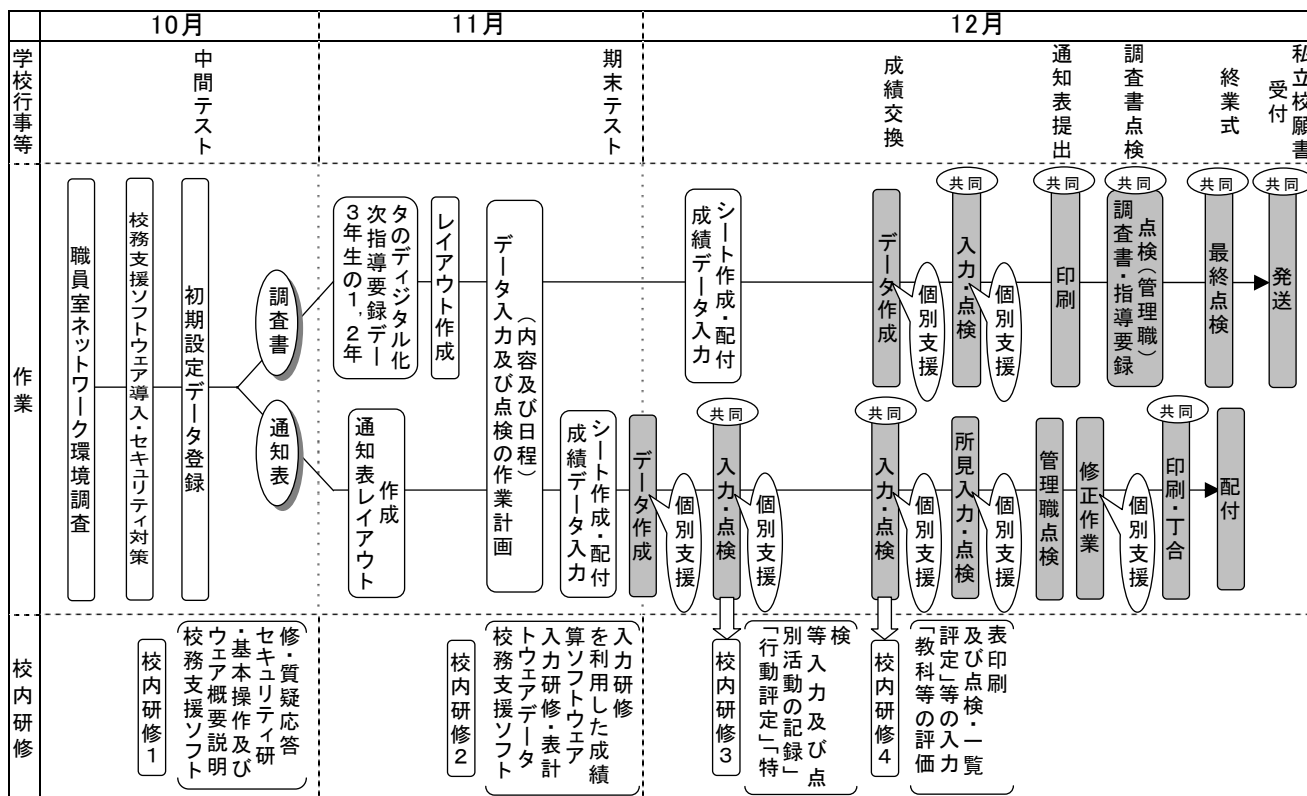 10月
11月
12月
学校行事等
中間テスト
期末テスト
成績交換
通知表提出
調査書点検
終業式
私立校願書
受付
作業
職員室ネットワーク環境調査
校務支援ソフトウェア導入・セキュリティ対策
初期設定データ登録
調査書
通知表
3年生の1,2年
次指導要録デー
タのディジタル化
レイアウト作成
データ入力及び点検の作業計画
(内容及び日程)
成績データ入力
シート作成・配付
データ作成
個別支援
共同
入力・点検
個別支援
共同
印刷
共同
調査書・指導要録
点検(管理職)
共同
最終点検
共同
発送
通知表レイアウト
作成
成績データ入力
シート作成・配付
データ作成
個別支援
共同
入力・点検
個別支援
共同
入力・点検
個別支援
所見入力・点検
個別支援
管理職点検
修正作業
個別支援
共同
印刷・丁合
配付
校内研修
校内研修1
校務支援ソフト
ウェア概要説明
・基本操作及び
セキュリティ研
修・質疑応答
校内研修2
校務支援ソフト
トウェアデータ
入力研修・表計
算ソフトウェア
を利用した成績
入力研修
校内研修3
「行動評定」「特
別活動の記録」
等入力及び点
検
校内研修4
「教科等の評価
評定」等の入力
及び点検・一覧
表印刷